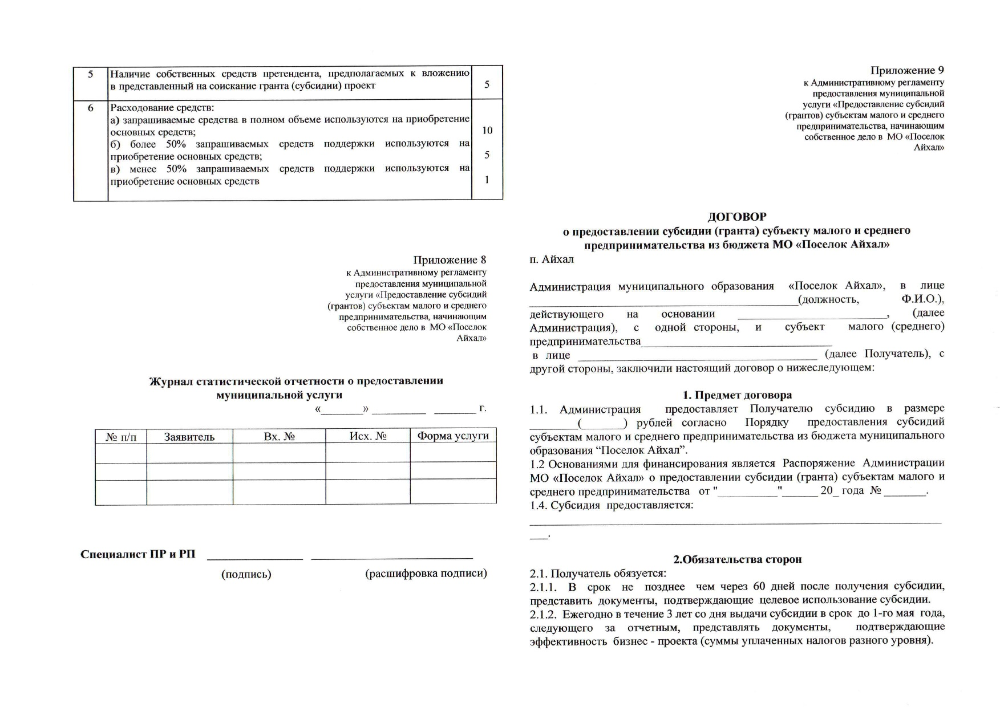 5 Наличие собственных средств претендента, предполагаемых к вложению
в представленный на соискание гранта (субсидии) проект 5
6 Расходование средств:
а) запрашиваемые средства в полном объеме используются на приобретение
основных средств; 10
б) более 50% запрашиваемых средств поддержки используются на
приобретение основных средств; 5
в) менее 50% запрашиваемых средств поддержки используются на
приобретение основных средств 1
Приложение 8
к Административному регламенту
предоставления муниципальной
услуги «Предоставление субсидий
(грантов) субъектам малого и среднего
предпринимательства, начинающим
собственное дело в МО «Поселок
Айхал»
Журнал статистической отчетности о предоставлении
муниципальной услуги
«_______» _________ _______ г.
№ п/п Заявитель Вх. № Исх. № Форма услуги
Специалист ПР и РП ________________ ___________________________
(подпись) (расшифровка подписи)
Приложение 9
к Административному регламенту
предоставления муниципальной
услуги «Предоставление субсидий
(грантов) субъектам малого и среднего
предпринимательства, начинающим
собственное дело в МО «Поселок
Айхал»
ДОГОВОР
о предоставлении субсидии (гранта) субъекту малого и среднего
предпринимательства из бюджета МО «Поселок Айхал»
п. Айхал
Администрация муниципального образования «Поселок Айхал», в лице
_____________________________________________(должность, Ф.И.О.),
действующего на основании _________________________, (далее
Администрация), с одной стороны, и субъект малого (среднего)
предпринимательства________________________________
в лице ________________________________________ (далее Получатель), с
другой стороны, заключили настоящий договор о нижеследующем:
1. Предмет договора
1.1. Администрация предоставляет Получателю субсидию в размере
________(_______) рублей согласно Порядку предоставления субсидий
субъектам малого и среднего предпринимательства из бюджета муниципального
образования “Поселок Айхал”.
1.2 Основаниями для финансирования является Распоряжение Администрации
МО «Поселок Айхал» о предоставлении субсидии (гранта) субъектам малого и
среднего предпринимательства от "__________"______ 20_ года № _______.
1.4. Субсидия предоставляется:
_____________________________________________________________________
___.
2.Обязательства сторон
2.1. Получатель обязуется:
2.1.1. В срок не позднее чем через 60 дней после получения субсидии,
представить документы, подтверждающие целевое использование субсидии.
2.1.2. Ежегодно в течение 3 лет со дня выдачи субсидии в срок до 1-го мая года,
следующего за отчетным, представлять документы, подтверждающие
эффективность бизнес - проекта (суммы уплаченных налогов разного уровня).